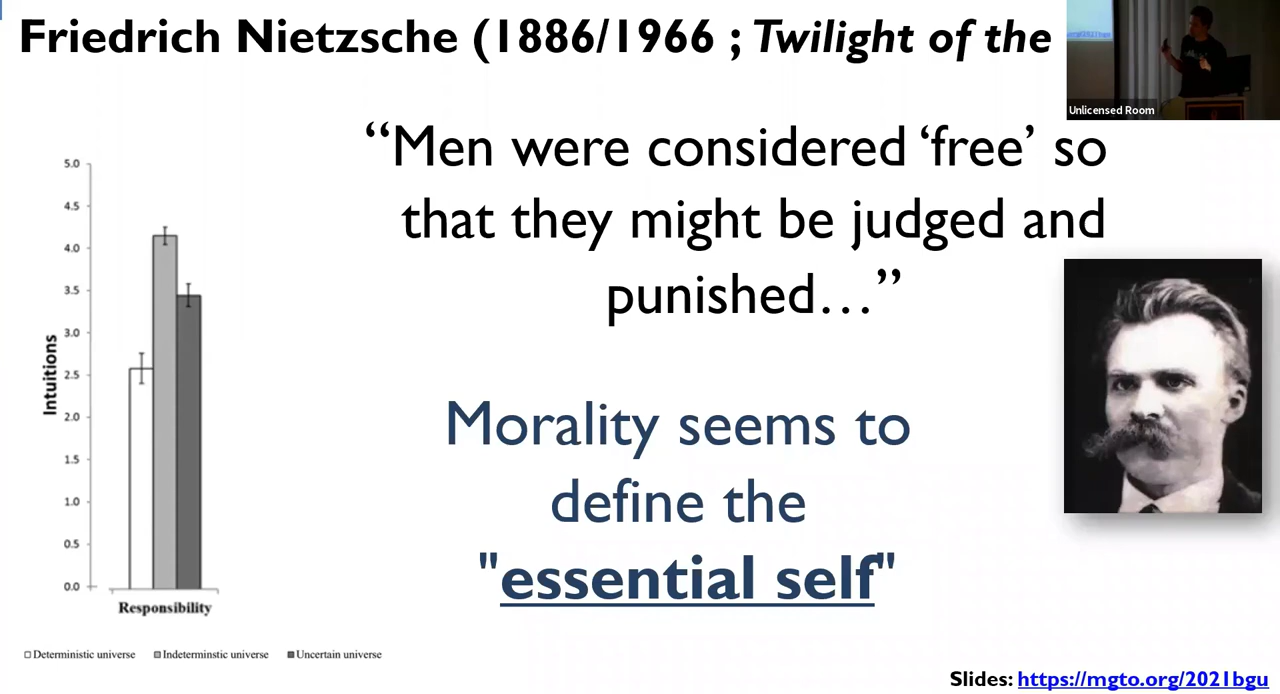 Friedrich Nietzsche (1886/1966 ; Twilight of the
Unlicensed Room
“Men were considered ‘free’ so
that they might be judged and
punished…”
Morality seems to
define the
"essential self"
5.0
4.5
4.0
3.5
3.0
2.5
2.0
1.5
1.0
0.5
0.0
Intuitions
Responsibility
Deterministic universe Indeterminstic universe Uncertain universe
Slides: https://mgto.org/2021bgu